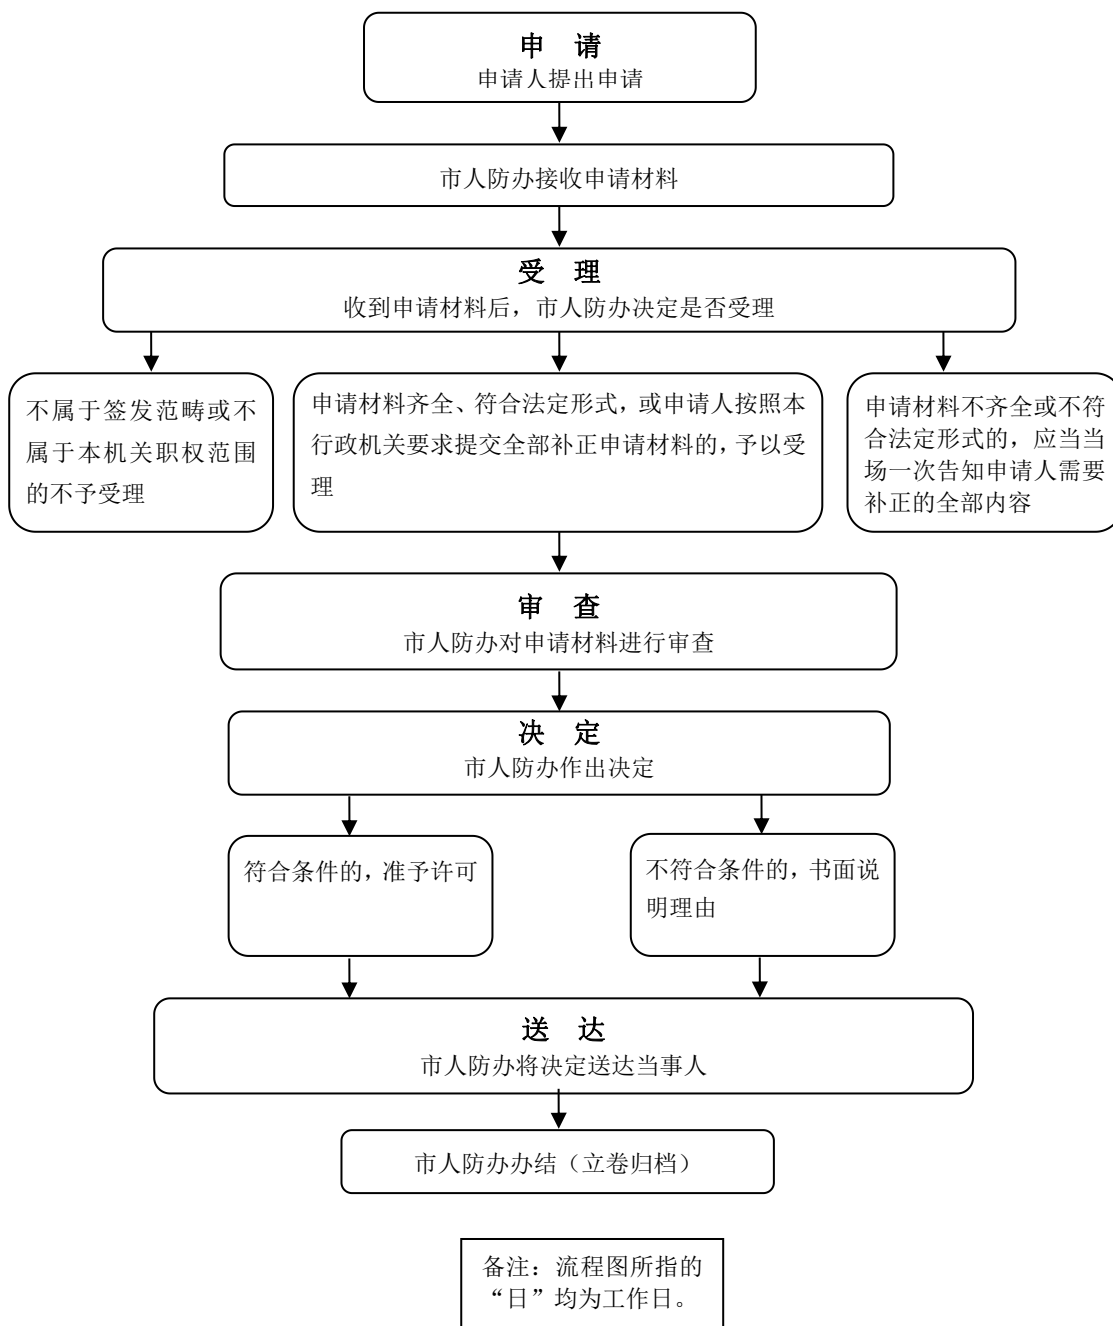 申 请
申请人提出申请
市人防办接收申请材料
受 理
收到申请材料后，市人防办决定是否受理
不属于签发范畴或不
属于本机关职权范围
的不予受理
申请材料齐全、符合法定形式，或申请人按照本
行政机关要求提交全部补正申请材料的，予以受
理
申请材料不齐全或不符
合法定形式的，应当当
场一次告知申请人需要
补正的全部内容
审 查
市人防办对申请材料进行审查
决 定
市人防办作出决定
符合条件的，准予许可
不符合条件的，书面说
明理由
送 达
市人防办将决定送达当事人
市人防办办结（立卷归档）
备注：流程图所指的
“日”均为工作日。